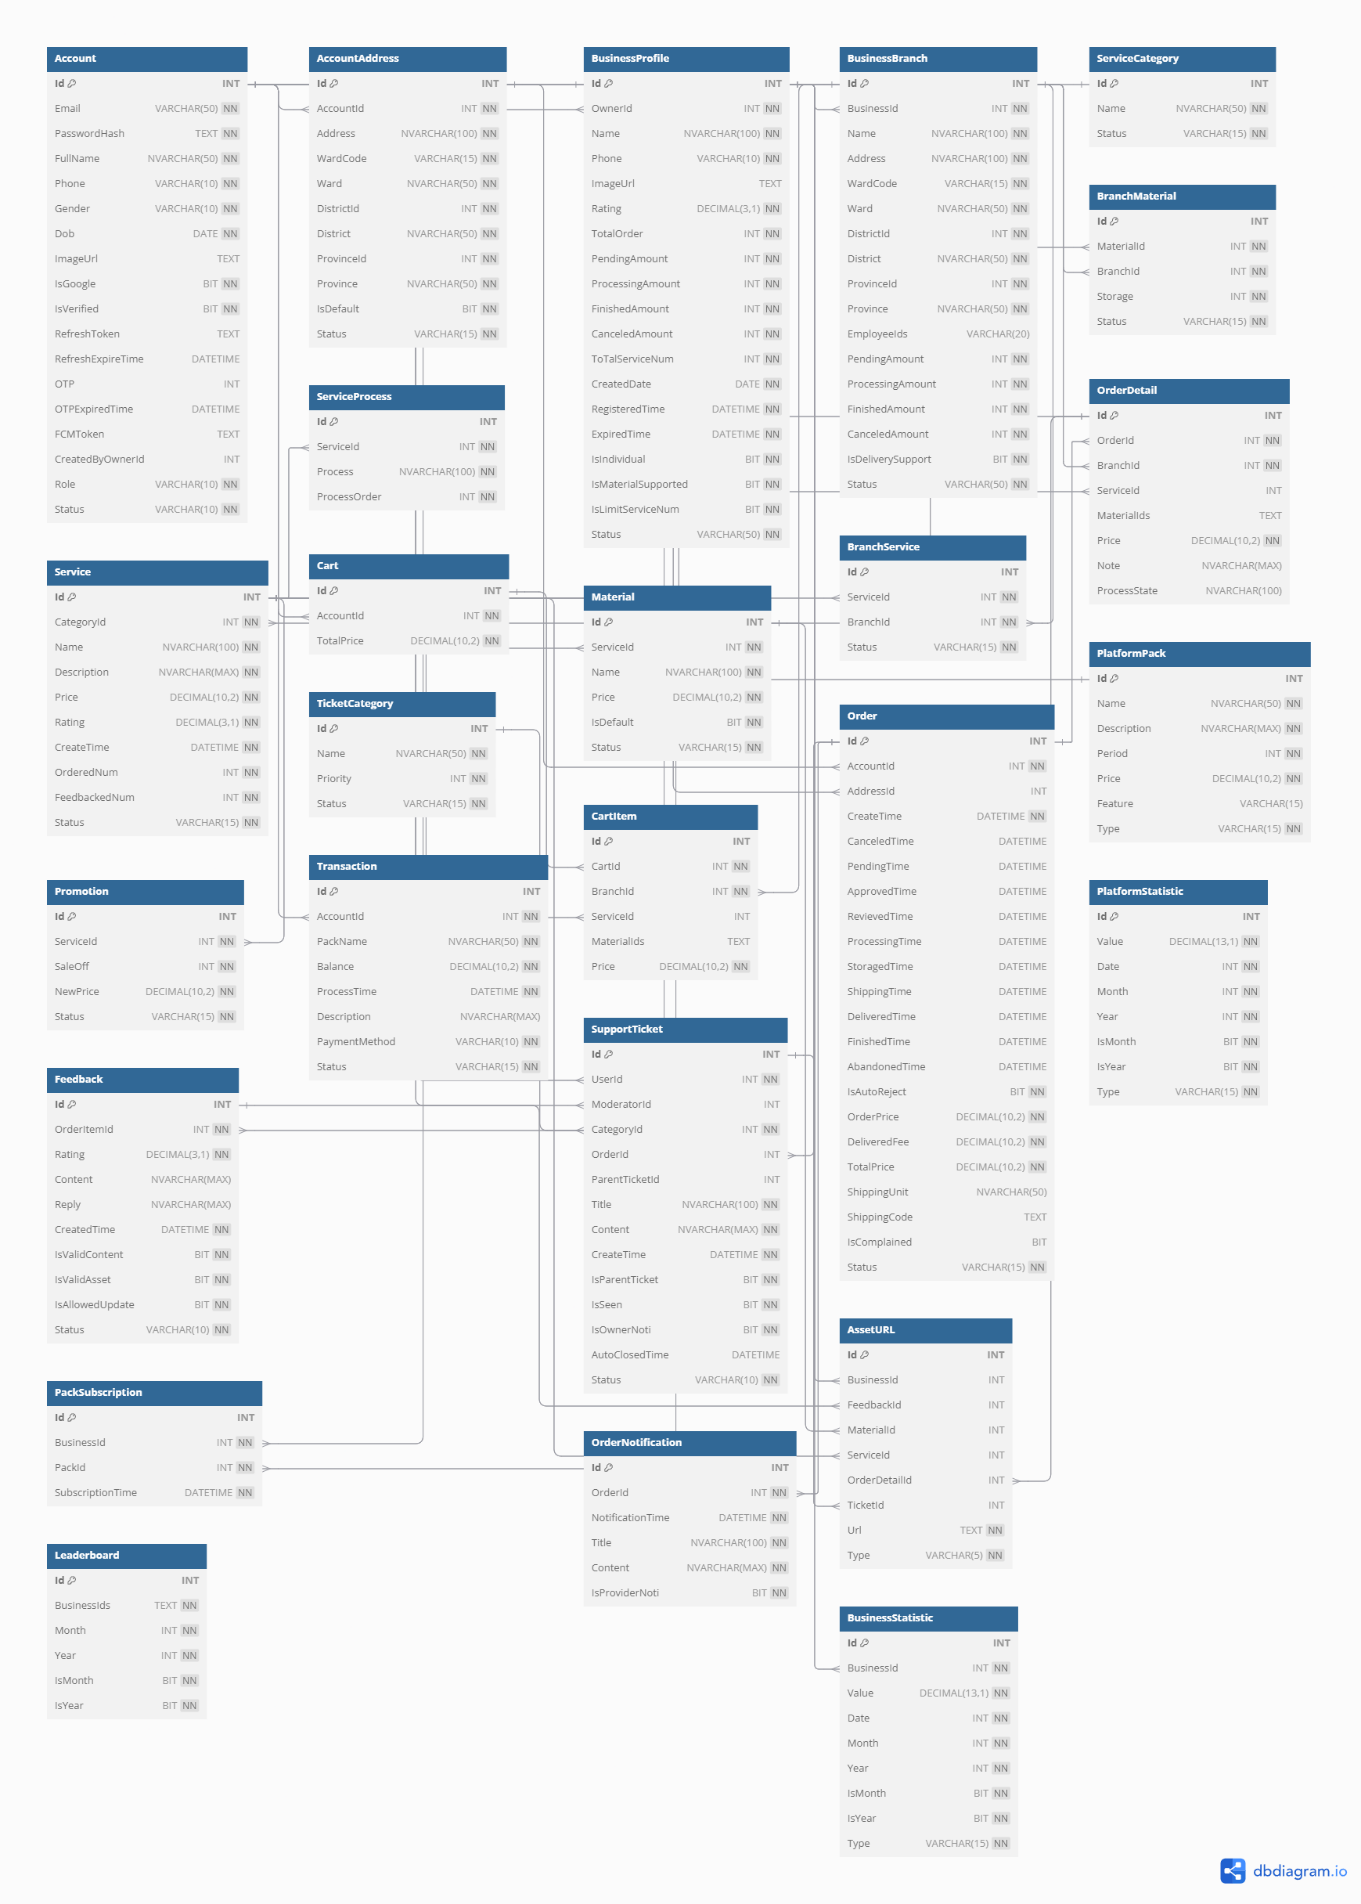 Account
Id INT
Email VARCHAR(50) NN
PasswordHash TEXT NN
FullName NVARCHAR(50) NN
Phone VARCHAR(10) NN
Gender VARCHAR(10) NN
Dob DATE NN
ImageUrl TEXT
IsGoogle BIT NN
IsVerified BIT NN
RefreshToken TEXT
RefreshExpireTime DATETIME
OTP INT
OTPExpiredTime DATETIME
FCMToken TEXT
CreatedByOwnerId INT
Role VARCHAR(10) NN
Status VARCHAR(10) NN
Service
Id INT
CategoryId INT NN
Name NVARCHAR(100) NN
Description NVARCHAR(MAX) NN
Price DECIMAL(10,2) NN
Rating DECIMAL(3,1) NN
CreateTime DATETIME NN
OrderedNum INT NN
FeedbackedNum INT NN
Status VARCHAR(15) NN
Promotion
Id INT
ServiceId INT NN
SaleOff INT NN
NewPrice DECIMAL(10,2) NN
Status VARCHAR(15) NN
Feedback
Id INT
OrderItemId INT NN
Rating DECIMAL(3,1) NN
Content NVARCHAR(MAX)
Reply NVARCHAR(MAX)
CreatedTime DATETIME NN
IsValidContent BIT NN
IsValidAsset BIT NN
IsAllowedUpdate BIT NN
Status VARCHAR(10) NN
PackSubscription
Id INT
BusinessId INT NN
PackId INT NN
SubscriptionTime DATETIME NN
Leaderboard
Id INT
BusinessIds TEXT NN
Month INT NN
Year INT NN
IsMonth BIT NN
IsYear BIT NN
AccountAddress
Id INT
AccountId INT NN
Address NVARCHAR(100) NN
WardCode VARCHAR(15) NN
Ward NVARCHAR(50) NN
DistrictId INT NN
District NVARCHAR(50) NN
ProvinceId INT NN
Province NVARCHAR(50) NN
IsDefault BIT NN
Status VARCHAR(15) NN
ServiceProcess
Id INT
ServiceId INT NN
Process NVARCHAR(100) NN
ProcessOrder INT NN
Cart
Id INT
AccountId INT NN
TotalPrice DECIMAL(10,2) NN
TicketCategory
Id INT
Name NVARCHAR(50) NN
Priority INT NN
Status VARCHAR(15) NN
Transaction
Id INT
AccountId INT NN
PackName NVARCHAR(50) NN
Balance DECIMAL(10,2) NN
ProcessTime DATETIME NN
Description NVARCHAR(MAX)
PaymentMethod VARCHAR(10) NN
Status VARCHAR(15) NN
BusinessProfile
Id INT
OwnerId INT NN
Name NVARCHAR(100) NN
Phone VARCHAR(10) NN
ImageUrl TEXT
Rating DECIMAL(3,1) NN
TotalOrder INT NN
PendingAmount INT NN
ProcessingAmount INT NN
FinishedAmount INT NN
CanceledAmount INT NN
ToTalServiceNum INT NN
CreatedDate DATE NN
RegisteredTime DATETIME NN
ExpiredTime DATETIME NN
IsIndividual BIT NN
IsMaterialSupported BIT NN
IsLimitServiceNum BIT NN
Status VARCHAR(50) NN
Material
Id INT
ServiceId INT NN
Name NVARCHAR(100) NN
Price DECIMAL(10,2) NN
IsDefault BIT NN
Status VARCHAR(15) NN
CartItem
Id INT
CartId INT NN
BranchId INT NN
ServiceId INT
MaterialIds TEXT
Price DECIMAL(10,2) NN
SupportTicket
Id INT
UserId INT NN
ModeratorId INT
CategoryId INT NN
OrderId INT
ParentTicketId INT
Title NVARCHAR(100) NN
Content NVARCHAR(MAX) NN
CreateTime DATETIME NN
IsParentTicket BIT NN
IsSeen BIT NN
IsOwnerNoti BIT NN
AutoClosedTime DATETIME
Status VARCHAR(10) NN
OrderNotification
Id INT
OrderId INT NN
NotificationTime DATETIME NN
Title NVARCHAR(100) NN
Content NVARCHAR(MAX) NN
IsProviderNoti BIT NN
BusinessBranch
Id INT
BusinessId INT NN
Name NVARCHAR(100) NN
Address NVARCHAR(100) NN
WardCode VARCHAR(15) NN
Ward NVARCHAR(50) NN
DistrictId INT NN
District NVARCHAR(50) NN
ProvinceId INT NN
Province NVARCHAR(50) NN
EmployeeIds VARCHAR(20)
PendingAmount INT NN
ProcessingAmount INT NN
FinishedAmount INT NN
CanceledAmount INT NN
IsDeliverySupport BIT NN
Status VARCHAR(50) NN
BranchService
Id INT
ServiceId INT NN
BranchId INT NN
Status VARCHAR(15) NN
Order
Id INT
AccountId INT NN
AddressId INT
CreateTime DATETIME NN
CanceledTime DATETIME
PendingTime DATETIME
ApprovedTime DATETIME
RevievedTime DATETIME
ProcessingTime DATETIME
StoragedTime DATETIME
ShippingTime DATETIME
DeliveredTime DATETIME
FinishedTime DATETIME
AbandonedTime DATETIME
IsAutoReject BIT NN
OrderPrice DECIMAL(10,2) NN
DeliveredFee DECIMAL(10,2) NN
TotalPrice DECIMAL(10,2) NN
ShippingUnit NVARCHAR(50)
ShippingCode TEXT
IsComplained BIT
Status VARCHAR(15) NN
AssetURL
Id INT
BusinessId INT
FeedbackId INT
MaterialId INT
ServiceId INT
OrderDetailId INT
TicketId INT
Url TEXT NN
Type VARCHAR(5) NN
BusinessStatistic
Id INT
BusinessId INT NN
Value DECIMAL(13,1) NN
Date INT NN
Month INT NN
Year INT NN
IsMonth BIT NN
IsYear BIT NN
Type VARCHAR(15) NN
ServiceCategory
Id INT
Name NVARCHAR(50) NN
Status VARCHAR(15) NN
BranchMaterial
Id INT
MaterialId INT NN
BranchId INT NN
Storage INT NN
Status VARCHAR(15) NN
OrderDetail
Id INT
OrderId INT NN
BranchId INT NN
ServiceId INT
MaterialIds TEXT
Price DECIMAL(10,2) NN
Note NVARCHAR(MAX)
ProcessState NVARCHAR(100)
PlatformPack
Id INT
Name NVARCHAR(50) NN
Description NVARCHAR(MAX) NN
Period INT NN
Price DECIMAL(10,2) NN
Feature VARCHAR(15)
Type VARCHAR(15) NN
PlatformStatistic
Id INT
Value DECIMAL(13,1) NN
Date INT NN
Month INT NN
Year INT NN
IsMonth BIT NN
IsYear BIT NN
Type VARCHAR(15) NN
dbdiagram.io